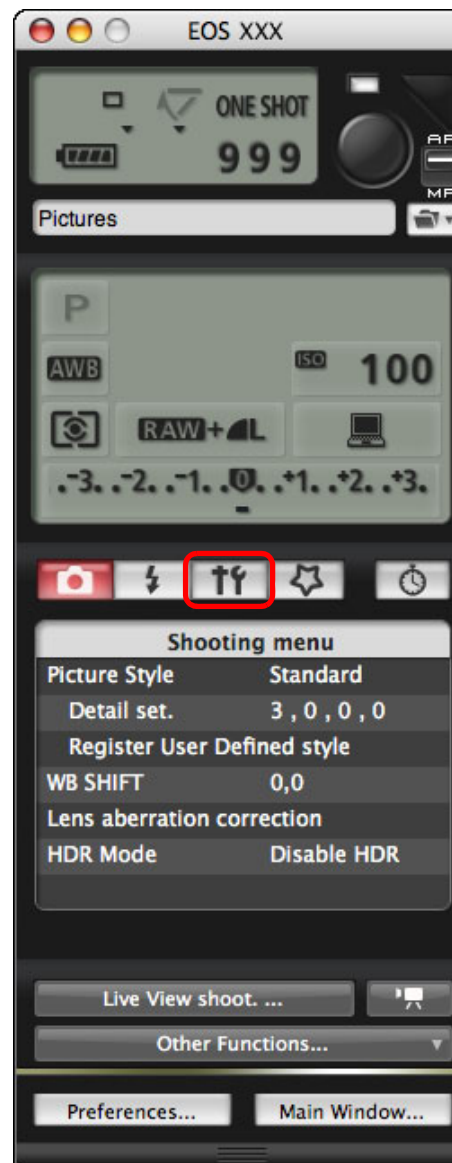 EOS XXX
ONE SHOT
999
AF
MF
Pictures
P
AWB
ISO 100
RAW+L
.-3. .-2. .-1. .0. .+1. .+2. .+3.
Shooting menu
Picture Style Standard
Detail set. 3 , 0 , 0 , 0
Register User Defined style
WB SHIFT 0,0
Lens aberration correction
HDR Mode Disable HDR
Live View shoot. ...
Other Functions...
Preferences... Main Window...